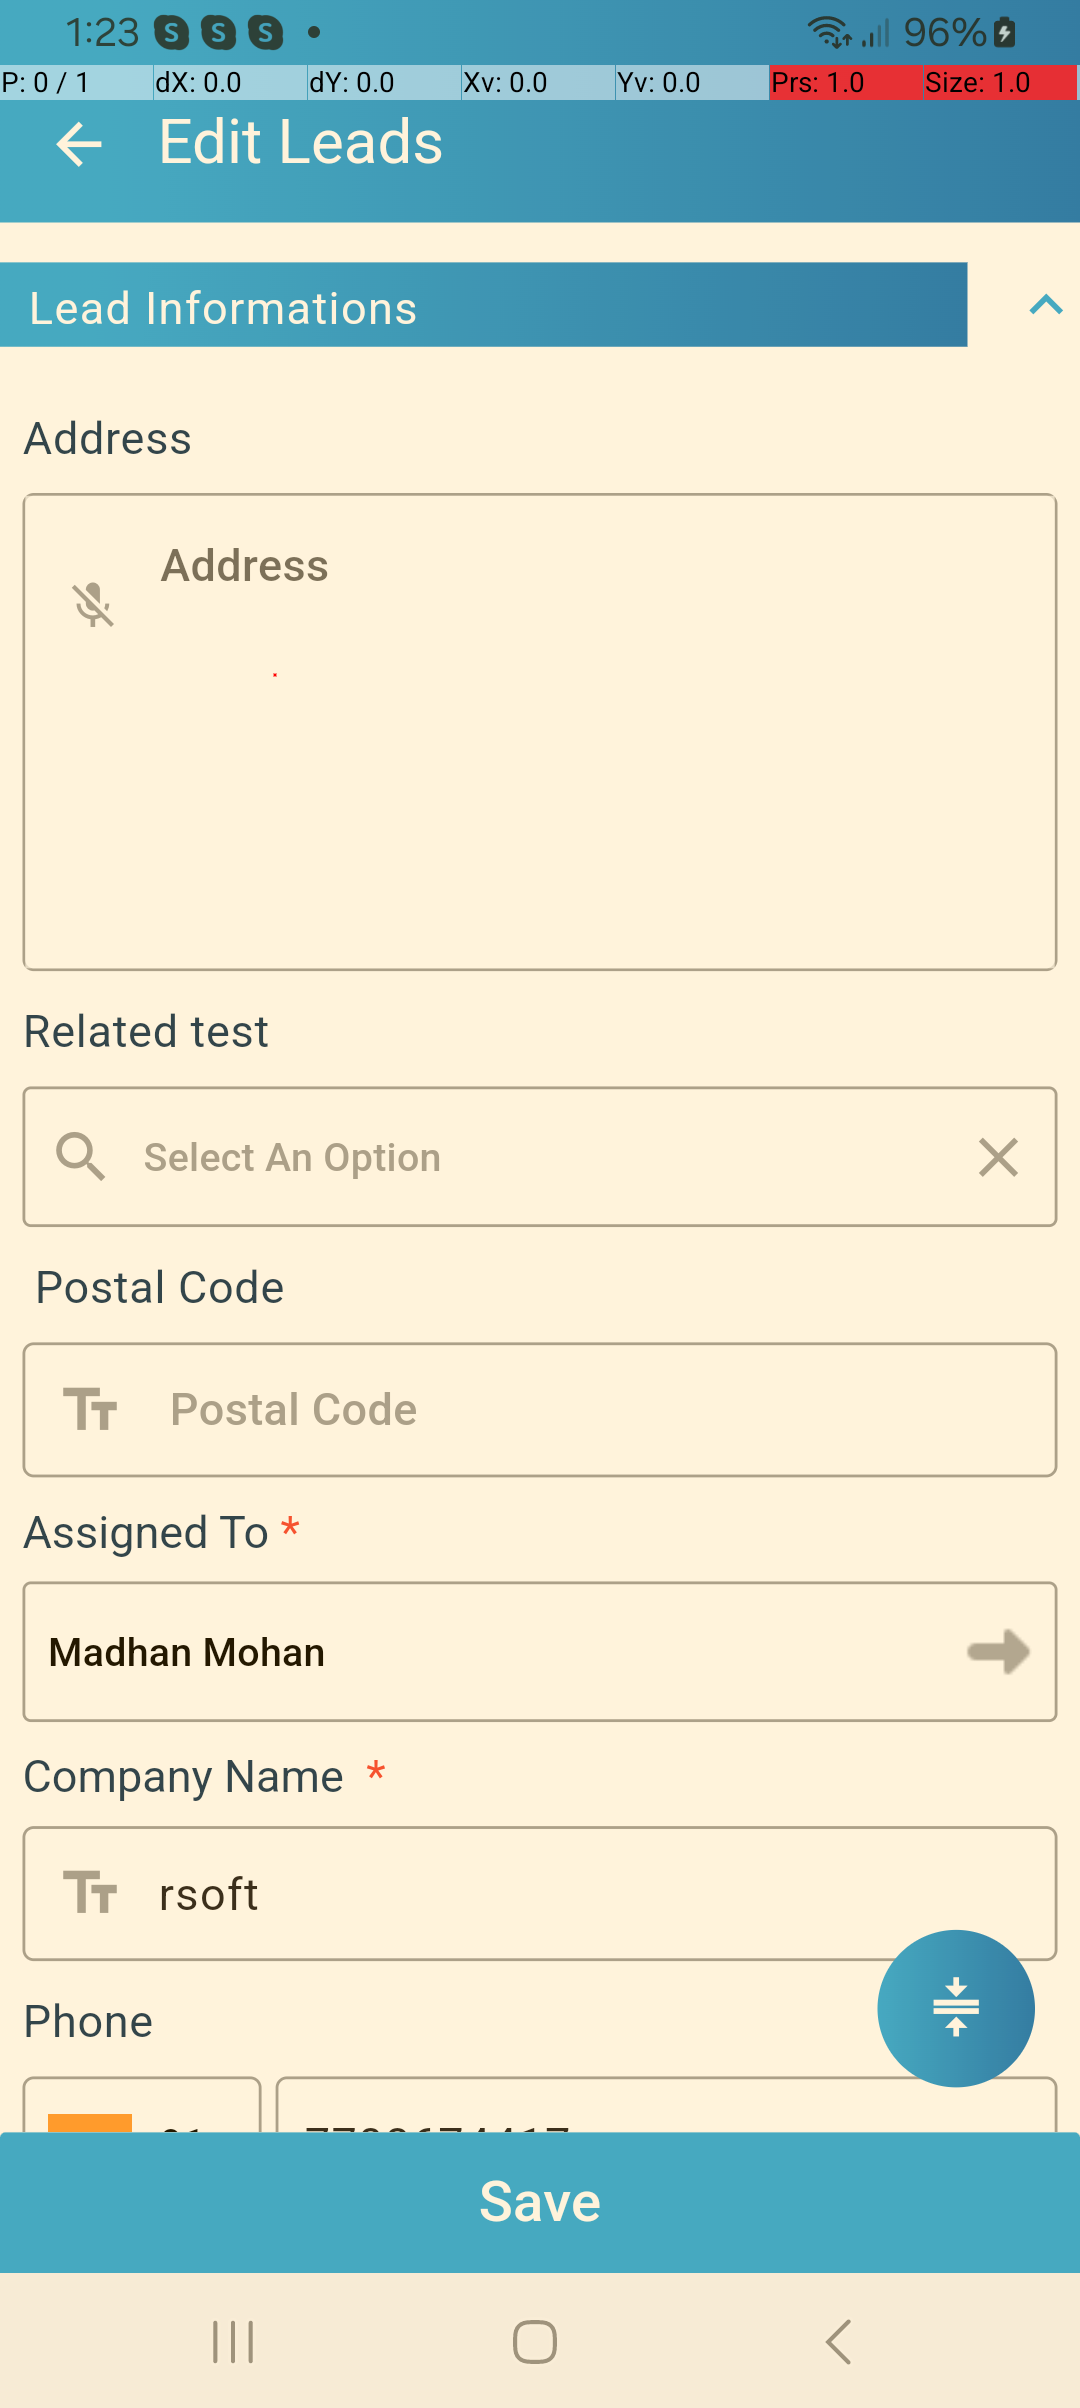 1:23 S S S 96%
P: 0 / 1 dX: 0.0 dY: 0.0 Xv: 0.0 Yv: 0.0 Prs: 1.0 Size: 1.0
Edit Leads
Lead Informations
Address
Address
Related test
Select An Option
Postal Code
Tт Postal Code
Assigned To *
Madhan Mohan
Company Name *
Tт rsoft
Phone
Save